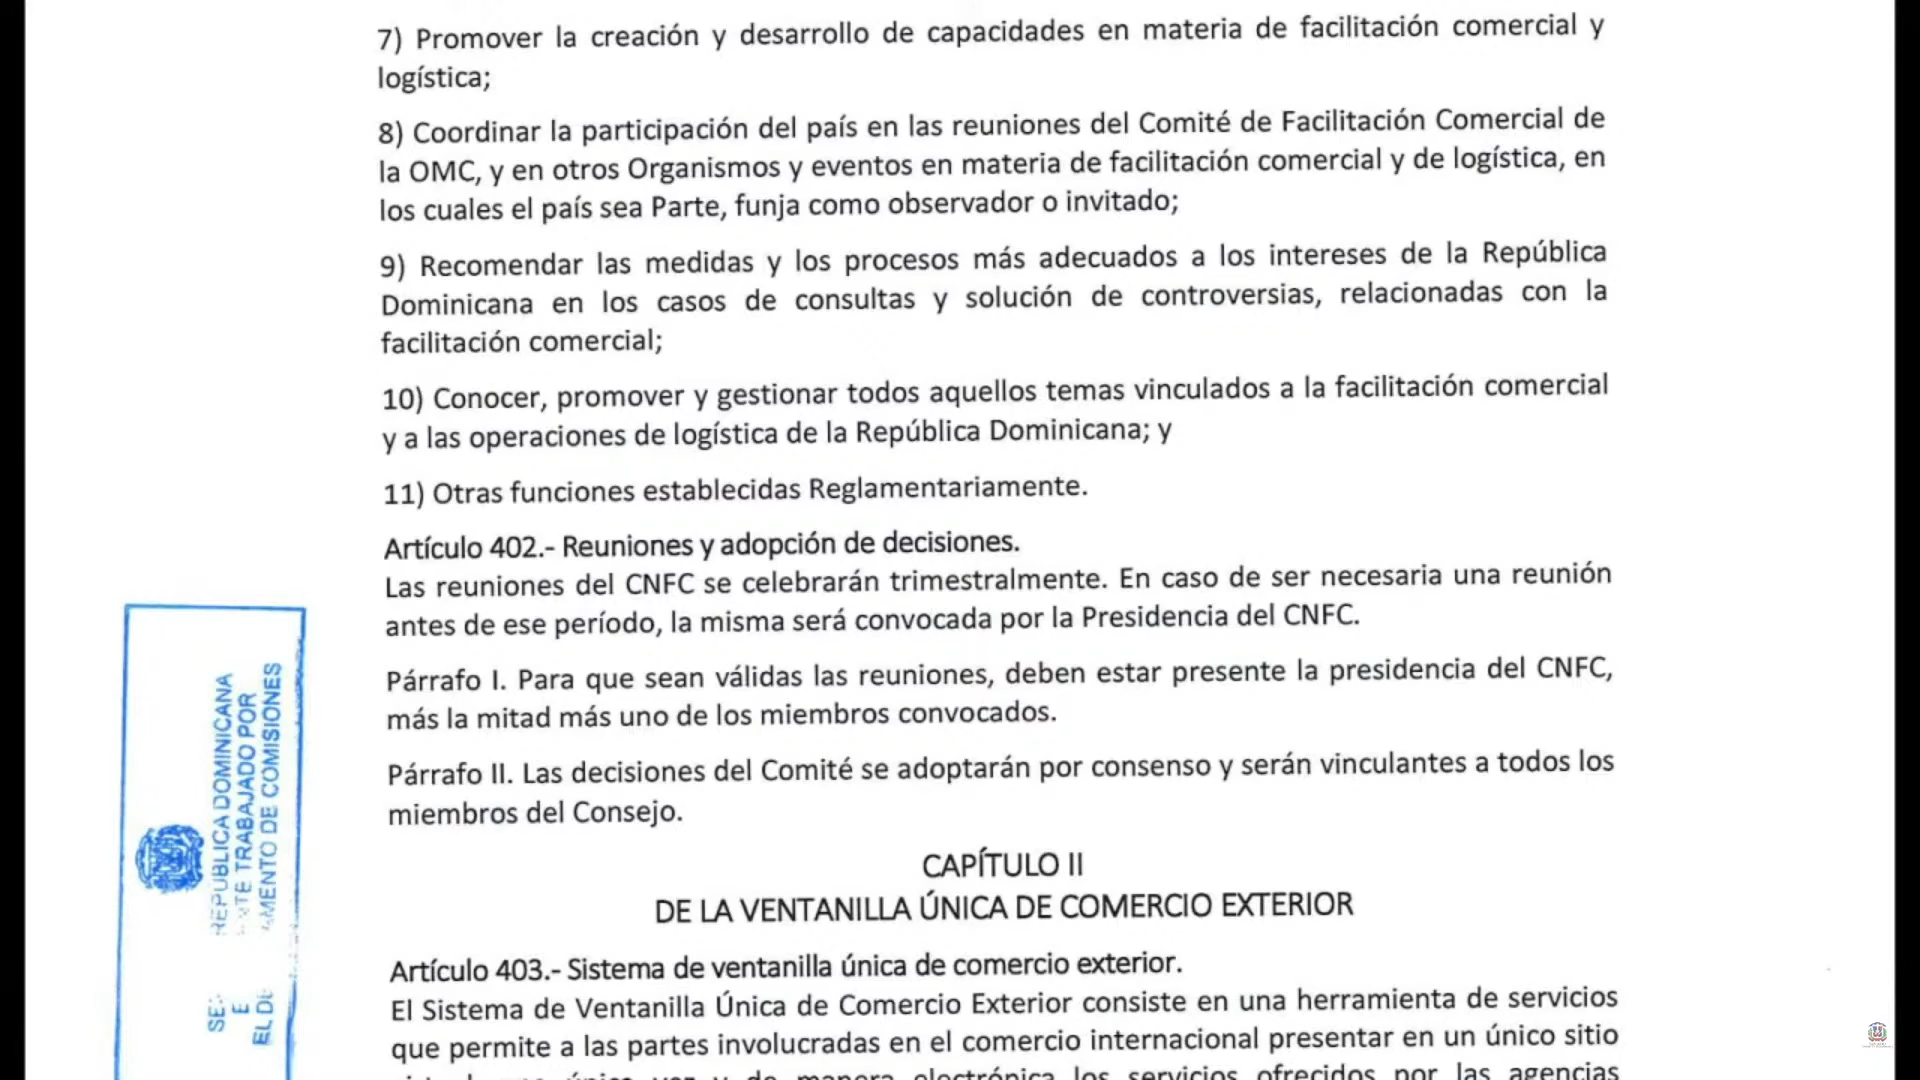 7) Promover la creación y desarrollo de capacidades en materia de facilitación comercial y
logística;
8) Coordinar la participación del país en las reuniones del Comité de Facilitación Comercial de
la OMC, y en otros Organismos y eventos en materia de facilitación comercial y de logística, en
los cuales el país sea Parte, funja como observador o invitado;
9) Recomendar las medidas y los procesos más adecuados a los intereses de la República
Dominicana en los casos de consultas y solución de controversias, relacionadas con la
facilitación comercial;
10) Conocer, promover y gestionar todos aquellos temas vinculados a la facilitación comercial
y a las operaciones de logística de la República Dominicana; y
11) Otras funciones establecidas Reglamentariamente.
Artículo 402.- Reuniones y adopción de decisiones.
Las reuniones del CNFC se celebrarán trimestralmente. En caso de ser necesaria una reunión
antes de ese período, la misma será convocada por la Presidencia del CNFC.
Párrafo I. Para que sean válidas las reuniones, deben estar presente la presidencia del CNFC,
más la mitad más uno de los miembros convocados.
Párrafo II. Las decisiones del Comité se adoptarán por consenso y serán vinculantes a todos los
miembros del Consejo.
CAPÍTULO II
DE LA VENTANILLA ÚNICA DE COMERCIO EXTERIOR
Artículo 403.- Sistema de ventanilla única de comercio exterior.
El Sistema de Ventanilla Única de Comercio Exterior consiste en una herramienta de servicios
que permite a las partes involucradas en el comercio internacional presentar en un único sitio
vez y de manera electrónica los servicios ofrecidos por las agencias
REPUBLICA DOMINICANA
TRABAJADO POR
DE COMISIONES